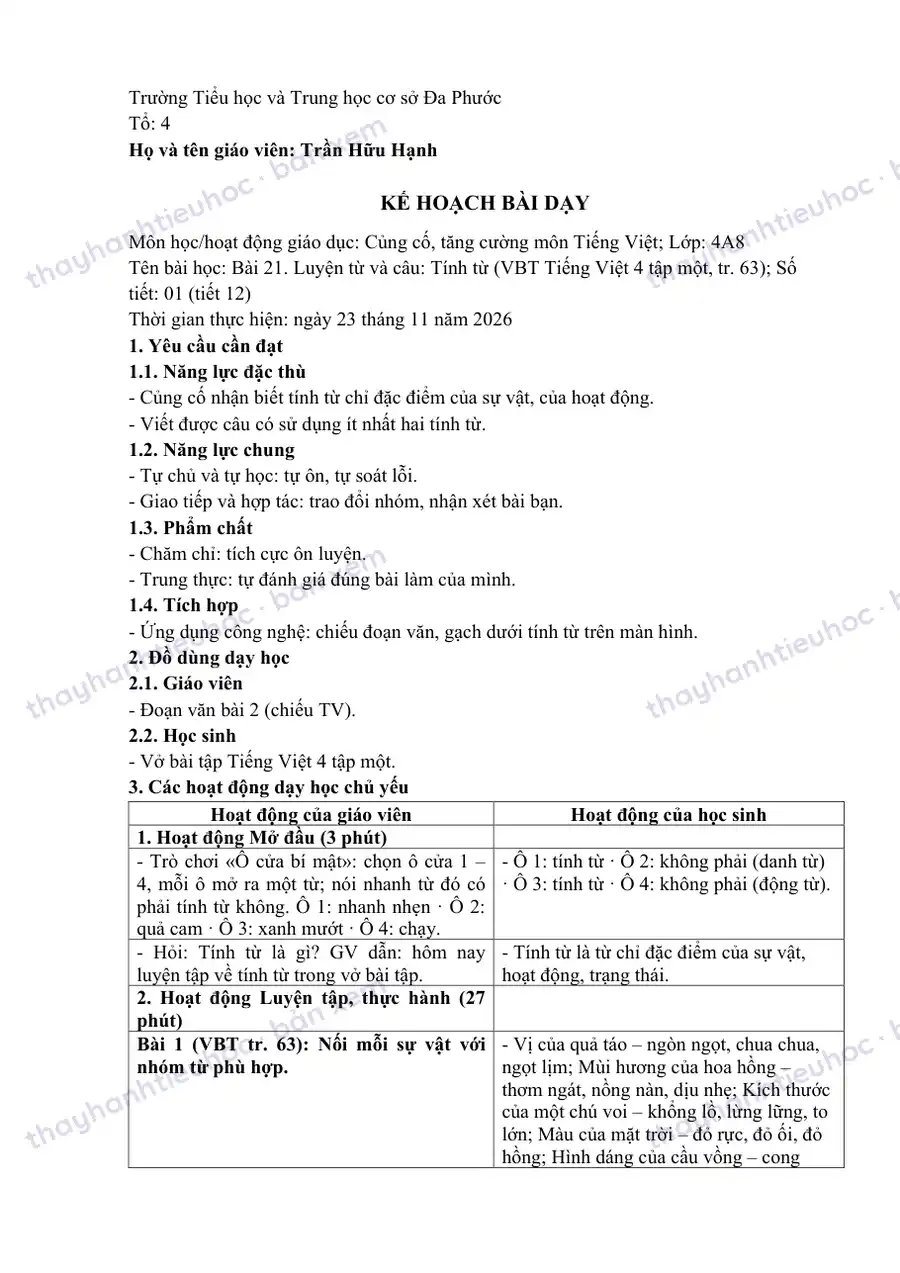 Trường Tiểu học và Trung học cơ sở Đa Phước
Tổ: 4
Họ và tên giáo viên: Trần Hữu Hạnh
KẾ HOẠCH BÀI DẠY
Môn học/hoạt động giáo dục: Củng cố, tăng cường môn Tiếng Việt; Lớp: 4A8
Tên bài học: Bài 21. Luyện từ và câu: Tính từ (VBT Tiếng Việt 4 tập một, tr. 63); Số
tiết: 01 (tiết 12)
Thời gian thực hiện: ngày 23 tháng 11 năm 2026
1. Yêu cầu cần đạt
1.1. Năng lực đặc thù
- Củng cố nhận biết tính từ chỉ đặc điểm của sự vật, của hoạt động.
- Viết được câu có sử dụng ít nhất hai tính từ.
1.2. Năng lực chung
- Tự chủ và tự học: tự ôn, tự soát lỗi.
- Giao tiếp và hợp tác: trao đổi nhóm, nhận xét bài bạn.
1.3. Phẩm chất
- Chăm chỉ: tích cực ôn luyện.
- Trung thực: tự đánh giá đúng bài làm của mình.
1.4. Tích hợp
- Ứng dụng công nghệ: chiếu đoạn văn, gạch dưới tính từ trên màn hình.
2. Đồ dùng dạy học
2.1. Giáo viên
- Đoạn văn bài 2 (chiếu TV).
2.2. Học sinh
- Vở bài tập Tiếng Việt 4 tập một.
3. Các hoạt động dạy học chủ yếu
Hoạt động của giáo viên
Hoạt động của học sinh
1. Hoạt động Mở đầu (3 phút)
- Trò chơi «Ô cửa bí mật»: chọn ô cửa 1 –
4, mỗi ô mở ra một từ; nói nhanh từ đó có
phải tính từ không. Ô 1: nhanh nhẹn · Ô 2:
quả cam · Ô 3: xanh mướt · Ô 4: chạy.
- Ô 1: tính từ · Ô 2: không phải (danh từ)
· Ô 3: tính từ · Ô 4: không phải (động từ).
- Hỏi: Tính từ là gì? GV dẫn: hôm nay
luyện tập về tính từ trong vở bài tập.
- Tính từ là từ chỉ đặc điểm của sự vật,
hoạt động, trạng thái.
2. Hoạt động Luyện tập, thực hành (27
phút)
Bài 1 (VBT tr. 63): Nối mỗi sự vật với
nhóm từ phù hợp.
- Vị của quả táo – ngòn ngọt, chua chua,
ngọt lịm; Mùi hương của hoa hồng –
thơm ngát, nồng nàn, dịu nhẹ; Kích thước
của một chú voi – khổng lồ, lừng lững, to
lớn; Màu của mặt trời – đỏ rực, đỏ ối, đỏ
hồng; Hình dáng của cầu vồng – cong
thayhanhtieuhoc · bản xem
thayhanhtieuhoc · b
thayhanhtieuhoc · bản xem
thayhanhtieuhoc · b
thayhanhtieuhoc · bản xem
thayhanhtieuhoc · b